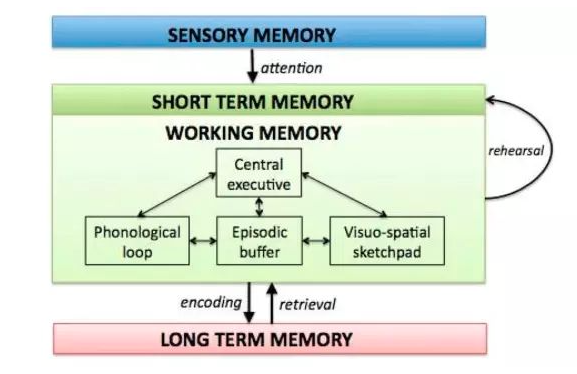 SENSORY MEMORY
attention
SHORT TERM MEMORY
WORKING MEMORY
rehearsal
Central
executive
Phonological
loop
Episodic
buffer
Visuo-spatial
sketchpad
encoding
retrieval
LONG TERM MEMORY